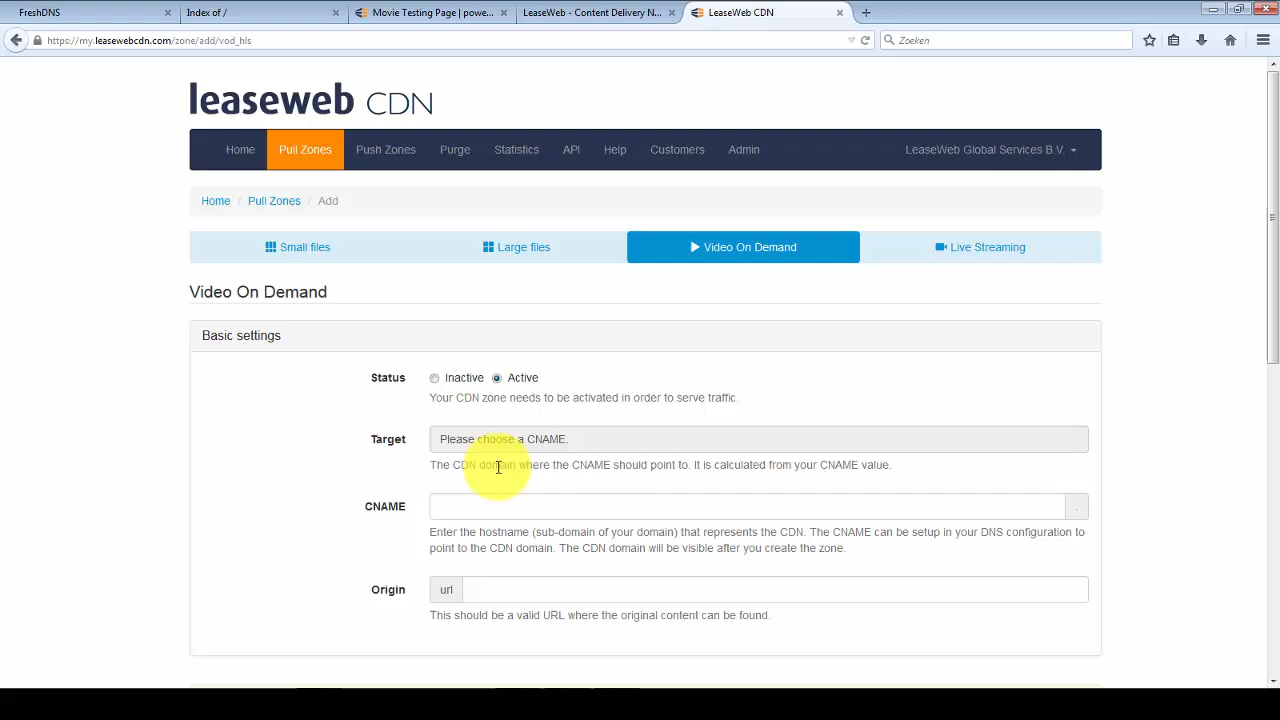 FreshDNS
Index of /
Movie Testing Page | powe...
LeaseWeb - Content Delivery N...
LeaseWeb CDN
https://my.leasewebcdn.com/zone/add/vod_hls
Zoeken
leaseweb CDN
Home
Pull Zones
Push Zones
Purge
Statistics
API
Help
Customers
Admin
LeaseWeb Global Services B.V.
Home / Pull Zones / Add
Small files
Large files
Video On Demand
Live Streaming
Video On Demand
Basic settings
Status
Inactive
Active
Your CDN zone needs to be activated in order to serve traffic.
Target
Please choose a CNAME.
The CDN domain where the CNAME should point to. It is calculated from your CNAME value.
CNAME
.
Enter the hostname (sub-domain of your domain) that represents the CDN. The CNAME can be setup in your DNS configuration to
point to the CDN domain. The CDN domain will be visible after you create the zone.
Origin
url
This should be a valid URL where the original content can be found.